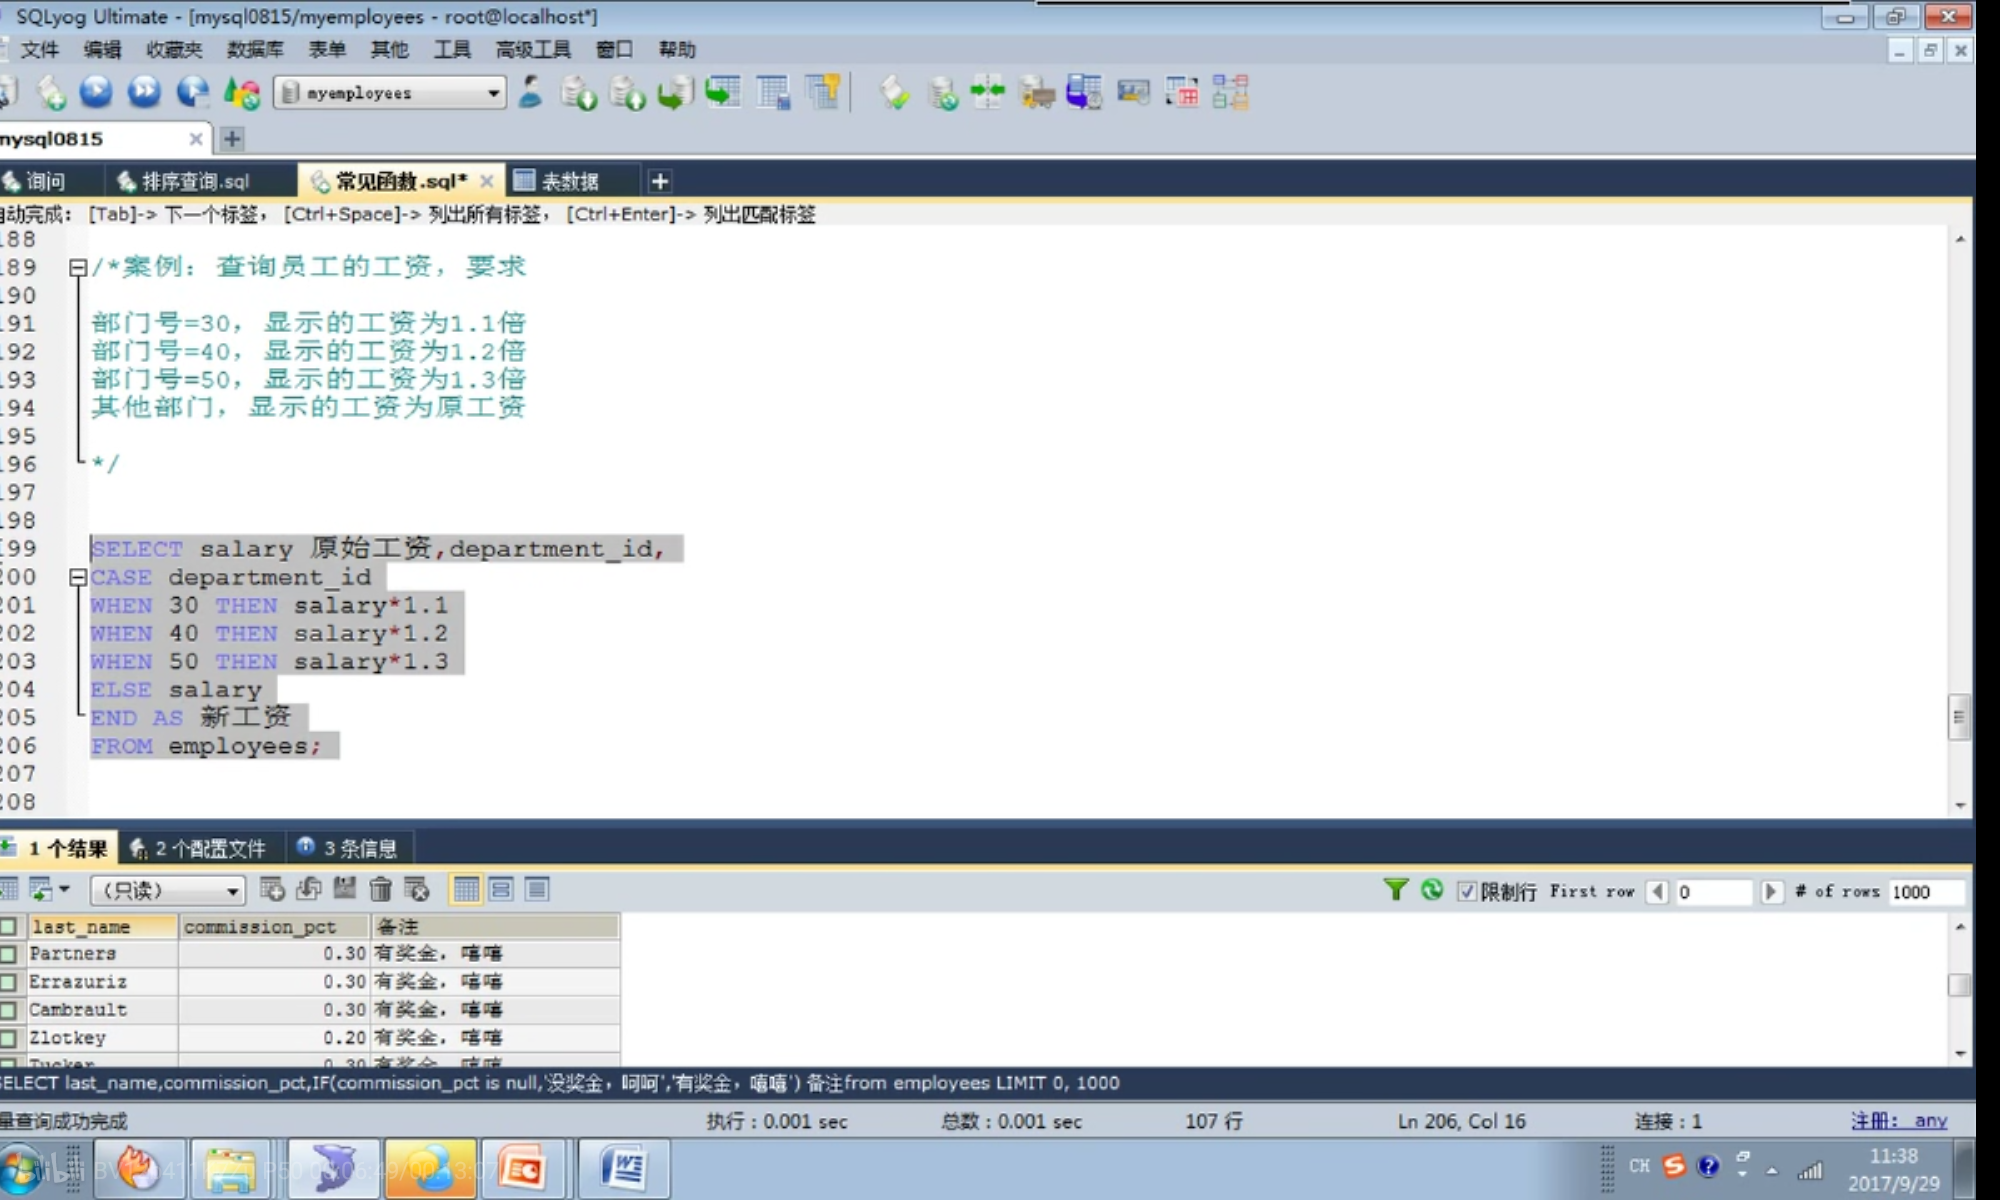 SQLyog Ultimate - [mysql0815/myemployees - root@localhost*]
文件 编辑 收藏夹 数据库 表单 其他 工具 高级工具 窗口 帮助
myemployees
mysql0815
询问 排序查询.sql 常见函数.sql* 表数据
自动完成: [Tab]-> 下一个标签, [Ctrl+Space]-> 列出所有标签, [Ctrl+Enter]-> 列出匹配标签
188
189 /*案例: 查询员工的工资, 要求
190
191 部门号=30, 显示的工资为1.1倍
192 部门号=40, 显示的工资为1.2倍
193 部门号=50, 显示的工资为1.3倍
194 其他部门, 显示的工资为原工资
195
196 */
197
198
199 SELECT salary 原始工资,department_id,
200 CASE department_id
201 WHEN 30 THEN salary*1.1
202 WHEN 40 THEN salary*1.2
203 WHEN 50 THEN salary*1.3
204 ELSE salary
205 END AS 新工资
206 FROM employees;
207
208
1 个结果 2 个配置文件 3 条信息
(只读) 限制行 First row 0 # of rows 1000
last_name commission_pct 备注
Partners 0.30 有奖金, 嘻嘻
Errazuriz 0.30 有奖金, 嘻嘻
Cambrault 0.30 有奖金, 嘻嘻
Zlotkey 0.20 有奖金, 嘻嘻
Tucker 0.30 有奖金, 嘻嘻
SELECT last_name,commission_pct,IF(commission_pct is null,'没奖金，呵呵','有奖金，嘻嘻') 备注from employees LIMIT 0, 1000
量查询成功完成 执行 : 0.001 sec 总数 : 0.001 sec 107 行 Ln 206, Col 16 连接 : 1 注册: any
CH 11:38
2017/9/29